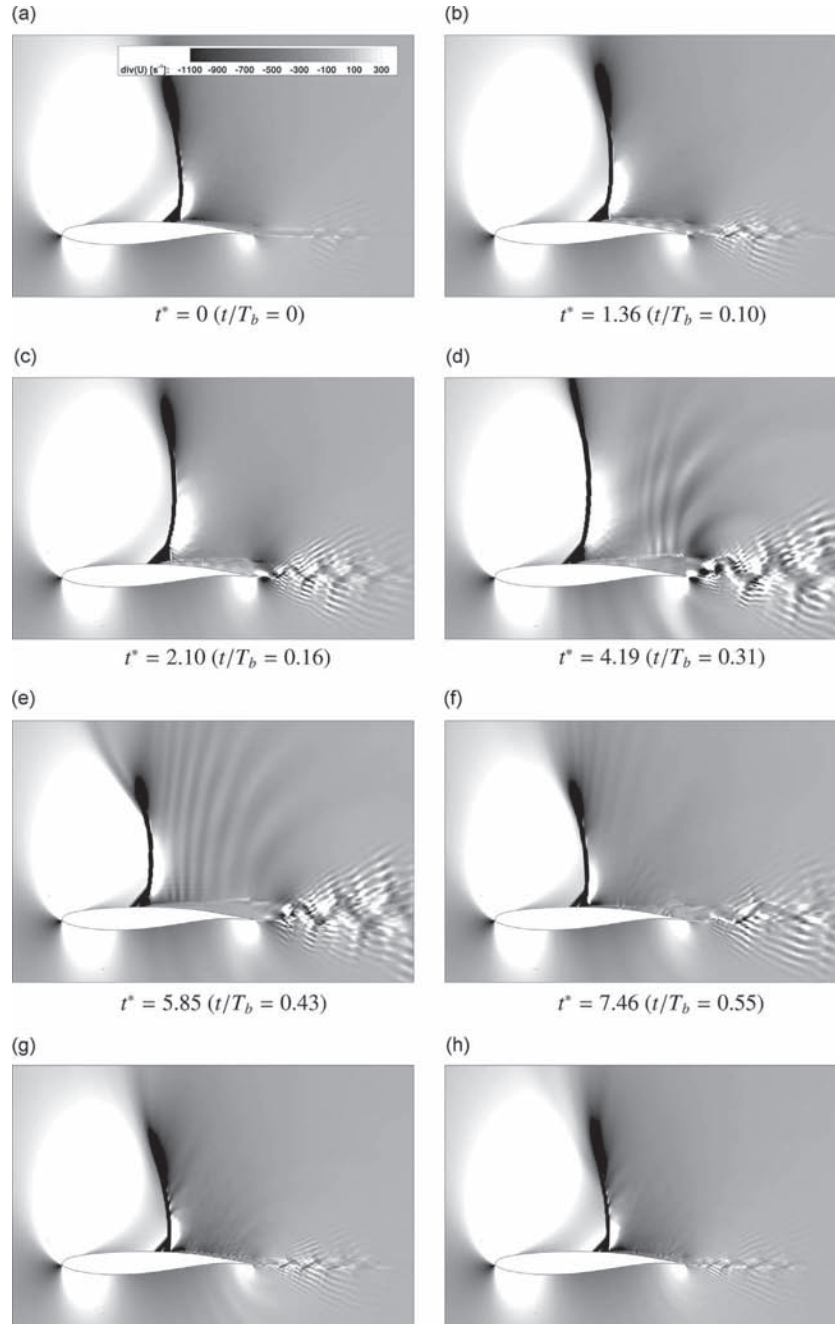 (a)
(b)
div(U) [s⁻¹]: -1100 -900 -700 -500 -300 -100 100 300
t* = 0 (t/T_b = 0)
t* = 1.36 (t/T_b = 0.10)
(c)
(d)
t* = 2.10 (t/T_b = 0.16)
t* = 4.19 (t/T_b = 0.31)
(e)
(f)
t* = 5.85 (t/T_b = 0.43)
t* = 7.46 (t/T_b = 0.55)
(g)
(h)